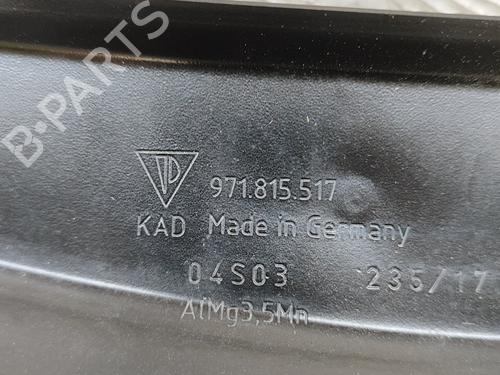 B-PARTS
971.815.517
KAD Made in Germany
04S03 235/17
AlMg3,5Mn